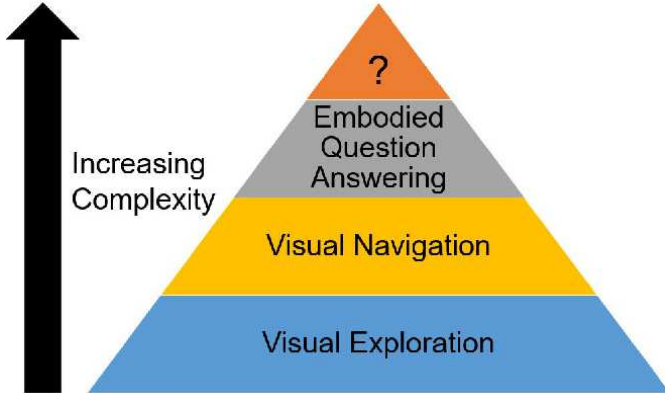 ?
Embodied
Question
Answering
Increasing
Complexity
Visual Navigation
Visual Exploration